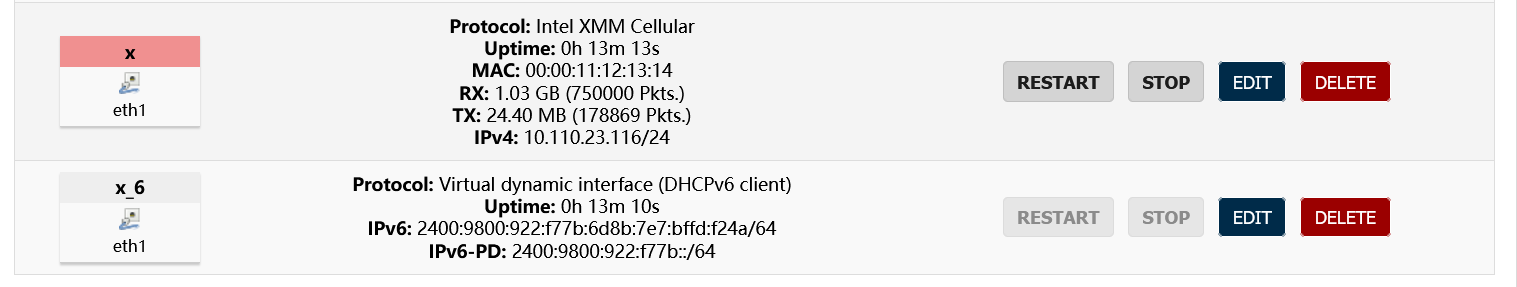 x
eth1
Protocol: Intel XMM Cellular
Uptime: 0h 13m 13s
MAC: 00:00:11:12:13:14
RX: 1.03 GB (750000 Pkts.)
TX: 24.40 MB (178869 Pkts.)
IPv4: 10.110.23.116/24
RESTART STOP EDIT DELETE
x_6
eth1
Protocol: Virtual dynamic interface (DHCPv6 client)
Uptime: 0h 13m 10s
IPv6: 2400:9800:922:f77b:6d8b:7e7:bffd:f24a/64
IPv6-PD: 2400:9800:922:f77b::/64
RESTART STOP EDIT DELETE